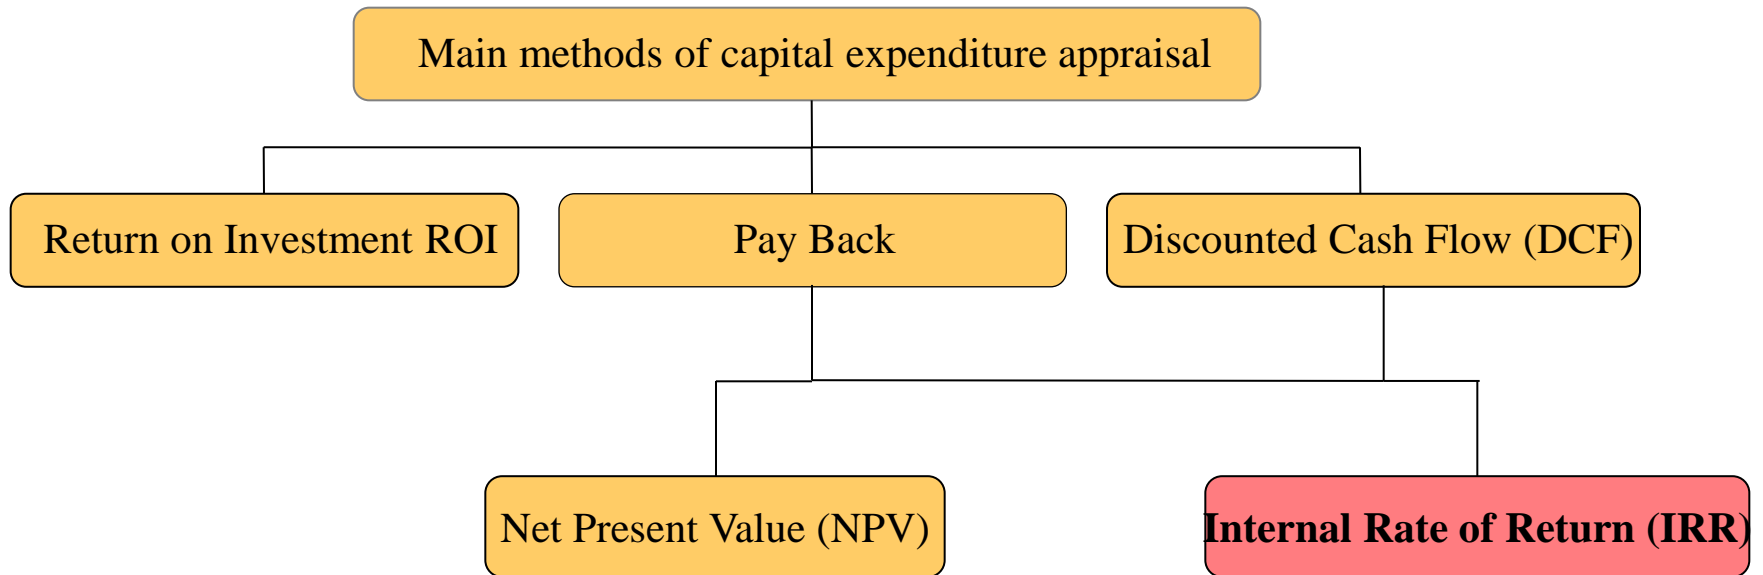 Main methods of capital expenditure appraisal
Return on Investment ROI
Pay Back
Discounted Cash Flow (DCF)
Net Present Value (NPV)
Internal Rate of Return (IRR)